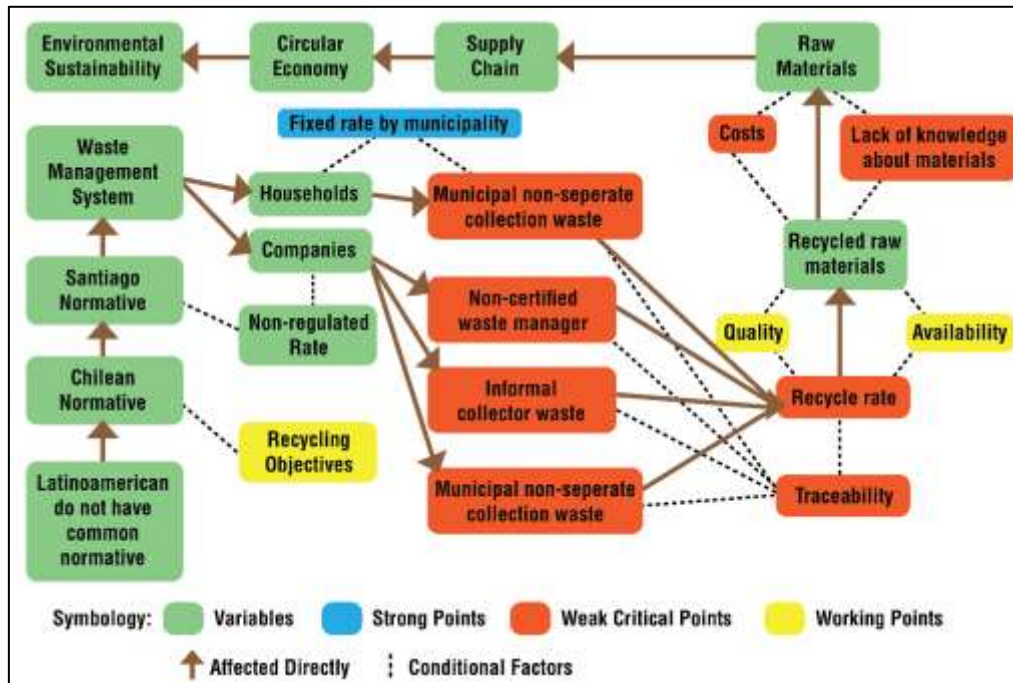 Environmental
Sustainability
Circular
Economy
Supply
Chain
Raw
Materials
Fixed rate by municipality
Costs
Lack of knowledge
about materials
Waste
Management
System
Households
Municipal non-seperate
collection waste
Companies
Recycled raw
materials
Santiago
Normative
Non-regulated
Rate
Non-certified
waste manager
Quality
Availability
Chilean
Normative
Informal
collector waste
Recycle rate
Recycling
Objectives
Latinoamerican
do not have
common
normative
Municipal non-seperate
collection waste
Traceability
Symbology: Variables Strong Points Weak Critical Points Working Points
Affected Directly Conditional Factors